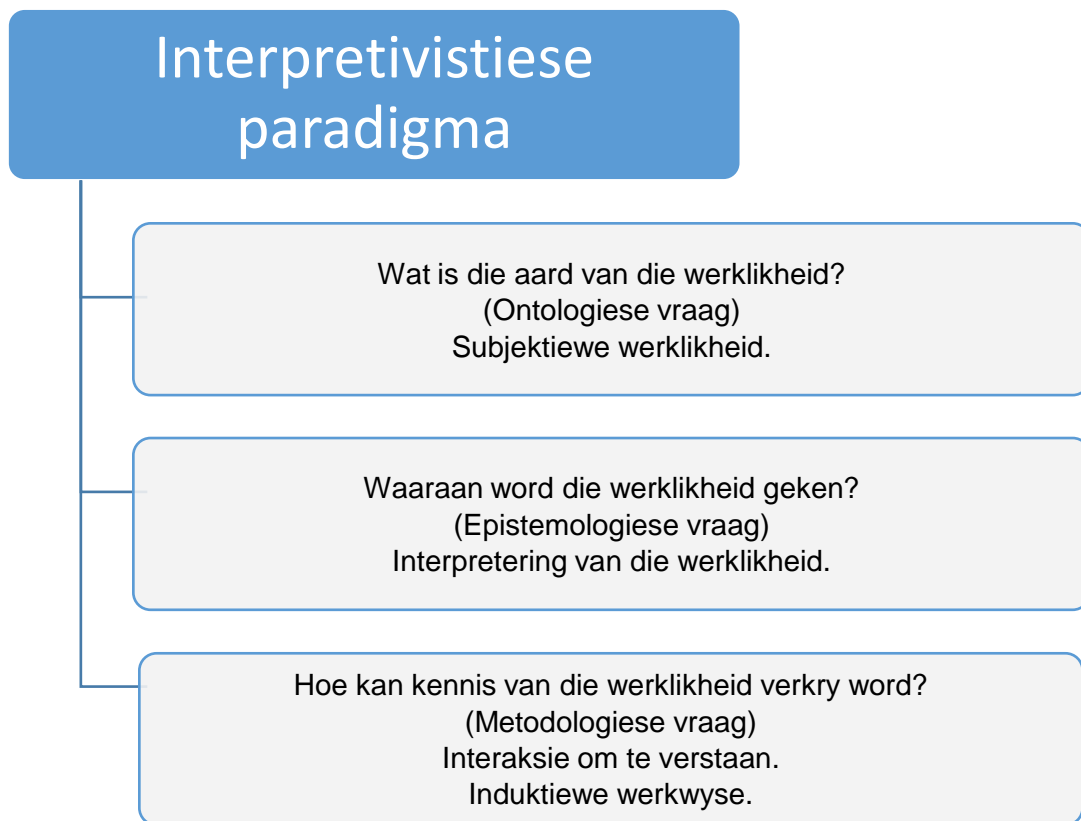 Interpretivistiese
paradigma
Wat is die aard van die werklikheid?
(Ontologiese vraag)
Subjektiewe werklikheid.
Waaraan word die werklikheid geken?
(Epistemologiese vraag)
Interpretering van die werklikheid.
Hoe kan kennis van die werklikheid verkry word?
(Metodologiese vraag)
Interaksie om te verstaan.
Induktiewe werkwyse.